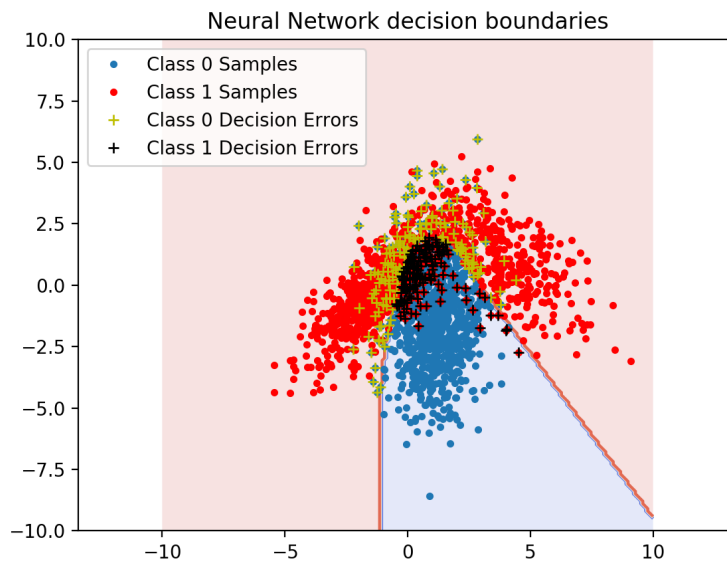 Neural Network decision boundaries
10.0
7.5
5.0
2.5
0.0
−2.5
−5.0
−7.5
−10.0
Class 0 Samples
Class 1 Samples
Class 0 Decision Errors
Class 1 Decision Errors
−10
−5
0
5
10